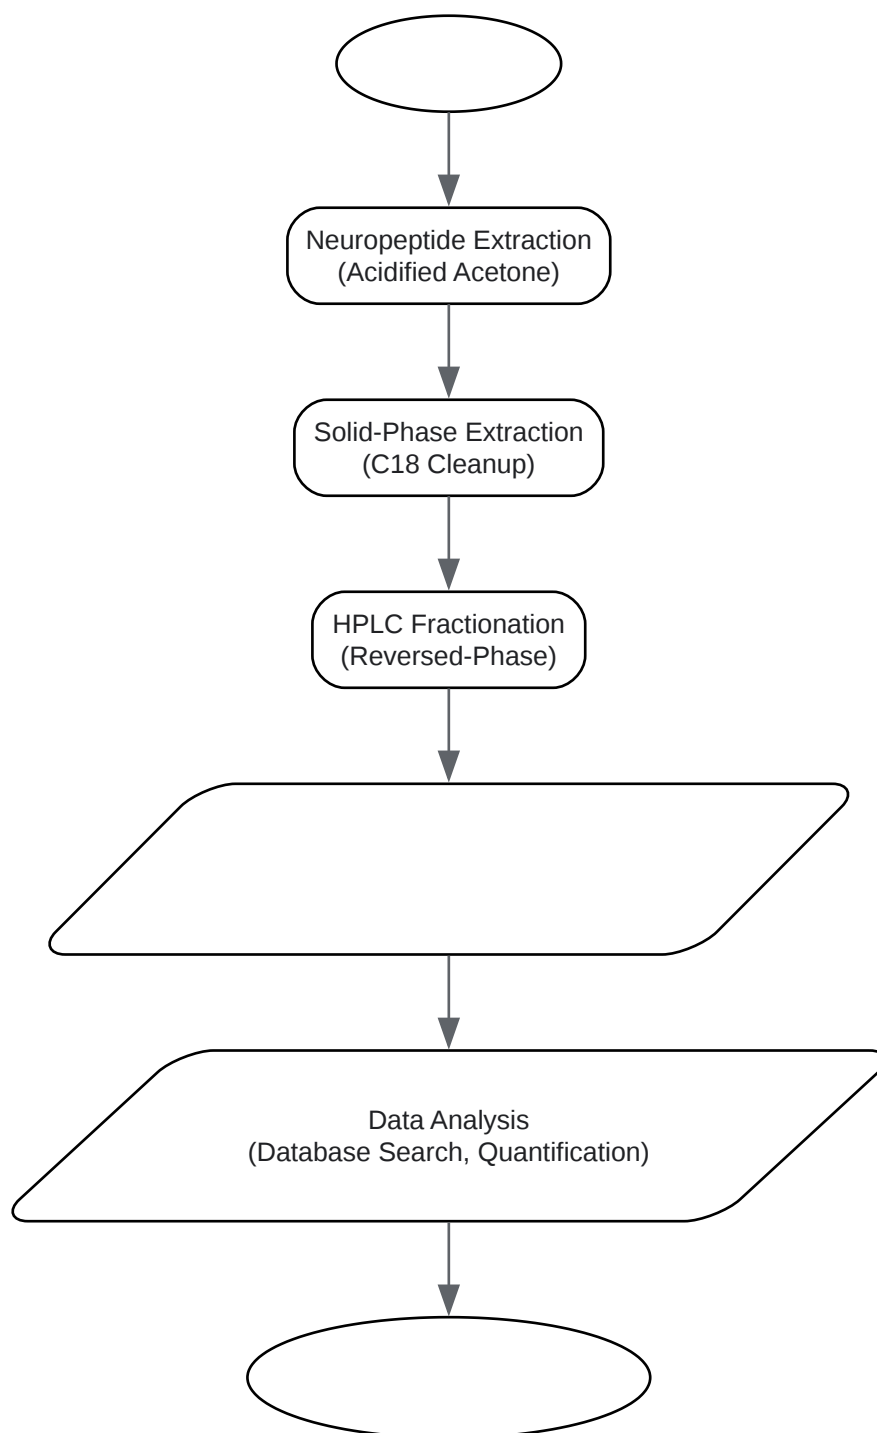 Neuropeptide Extraction
(Acidified Acetone)
Solid-Phase Extraction
(C18 Cleanup)
HPLC Fractionation
(Reversed-Phase)
Data Analysis
(Database Search, Quantification)